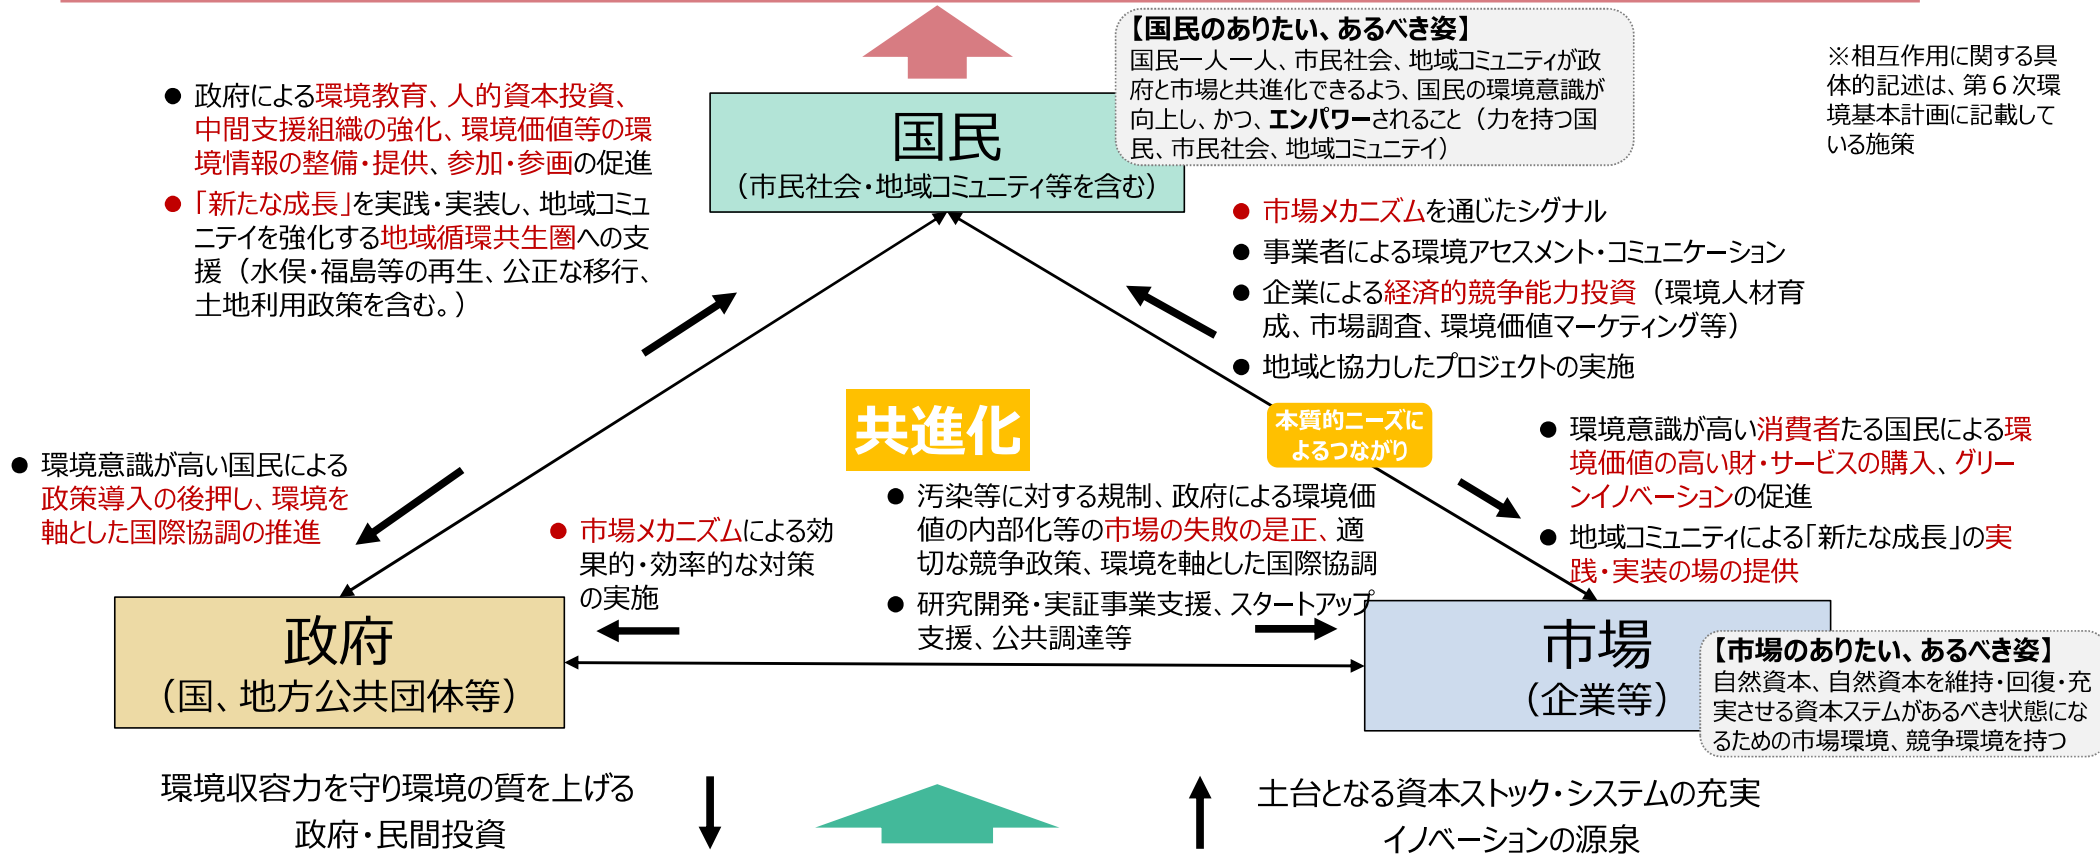 【国民のありたい、あるべき姿】
国民一人一人、市民社会、地域コミュニティが政
府と市場と共進化できるよう、国民の環境意識が
向上し、かつ、エンパワーされること（力を持つ国
民、市民社会、地域コミュニテイ）
※相互作用に関する具
体的記述は、第６次環
境基本計画に記載して
いる施策
● 政府による環境教育、人的資本投資、
中間支援組織の強化、環境価値等の環
境情報の整備・提供、参加・参画の促進
● 「新たな成長」を実践・実装し、地域コミュ
ニテイを強化する地域循環共生圏への支
援（水俣・福島等の再生、公正な移行、
土地利用政策を含む。）
国民
（市民社会・地域コミュニティ等を含む）
● 市場メカニズムを通じたシグナル
● 事業者による環境アセスメント・コミュニケーション
● 企業による経済的競争能力投資（環境人材育
成、市場調査、環境価値マーケティング等）
● 地域と協力したプロジェクトの実施
共進化
本質的ニーズに
よるつながり
● 環境意識が高い消費者たる国民による環
境価値の高い財・サービスの購入、グリー
ンイノベーションの促進
● 地域コミュニティによる「新たな成長」の実
践・実装の場の提供
● 環境意識が高い国民による
政策導入の後押し、環境を
軸とした国際協調の推進
● 市場メカニズムによる効
果的・効率的な対策
の実施
● 汚染等に対する規制、政府による環境価
値の内部化等の市場の失敗の是正、適
切な競争政策、環境を軸とした国際協調
● 研究開発・実証事業支援、スタートアップ
支援、公共調達等
政府
（国、地方公共団体等）
市場
（企業等）
【市場のありたい、あるべき姿】
自然資本、自然資本を維持・回復・充
実させる資本ステムがあるべき状態にな
るための市場環境、競争環境を持つ
環境収容力を守り環境の質を上げる
政府・民間投資
土台となる資本ストック・システムの充実
イノベーションの源泉